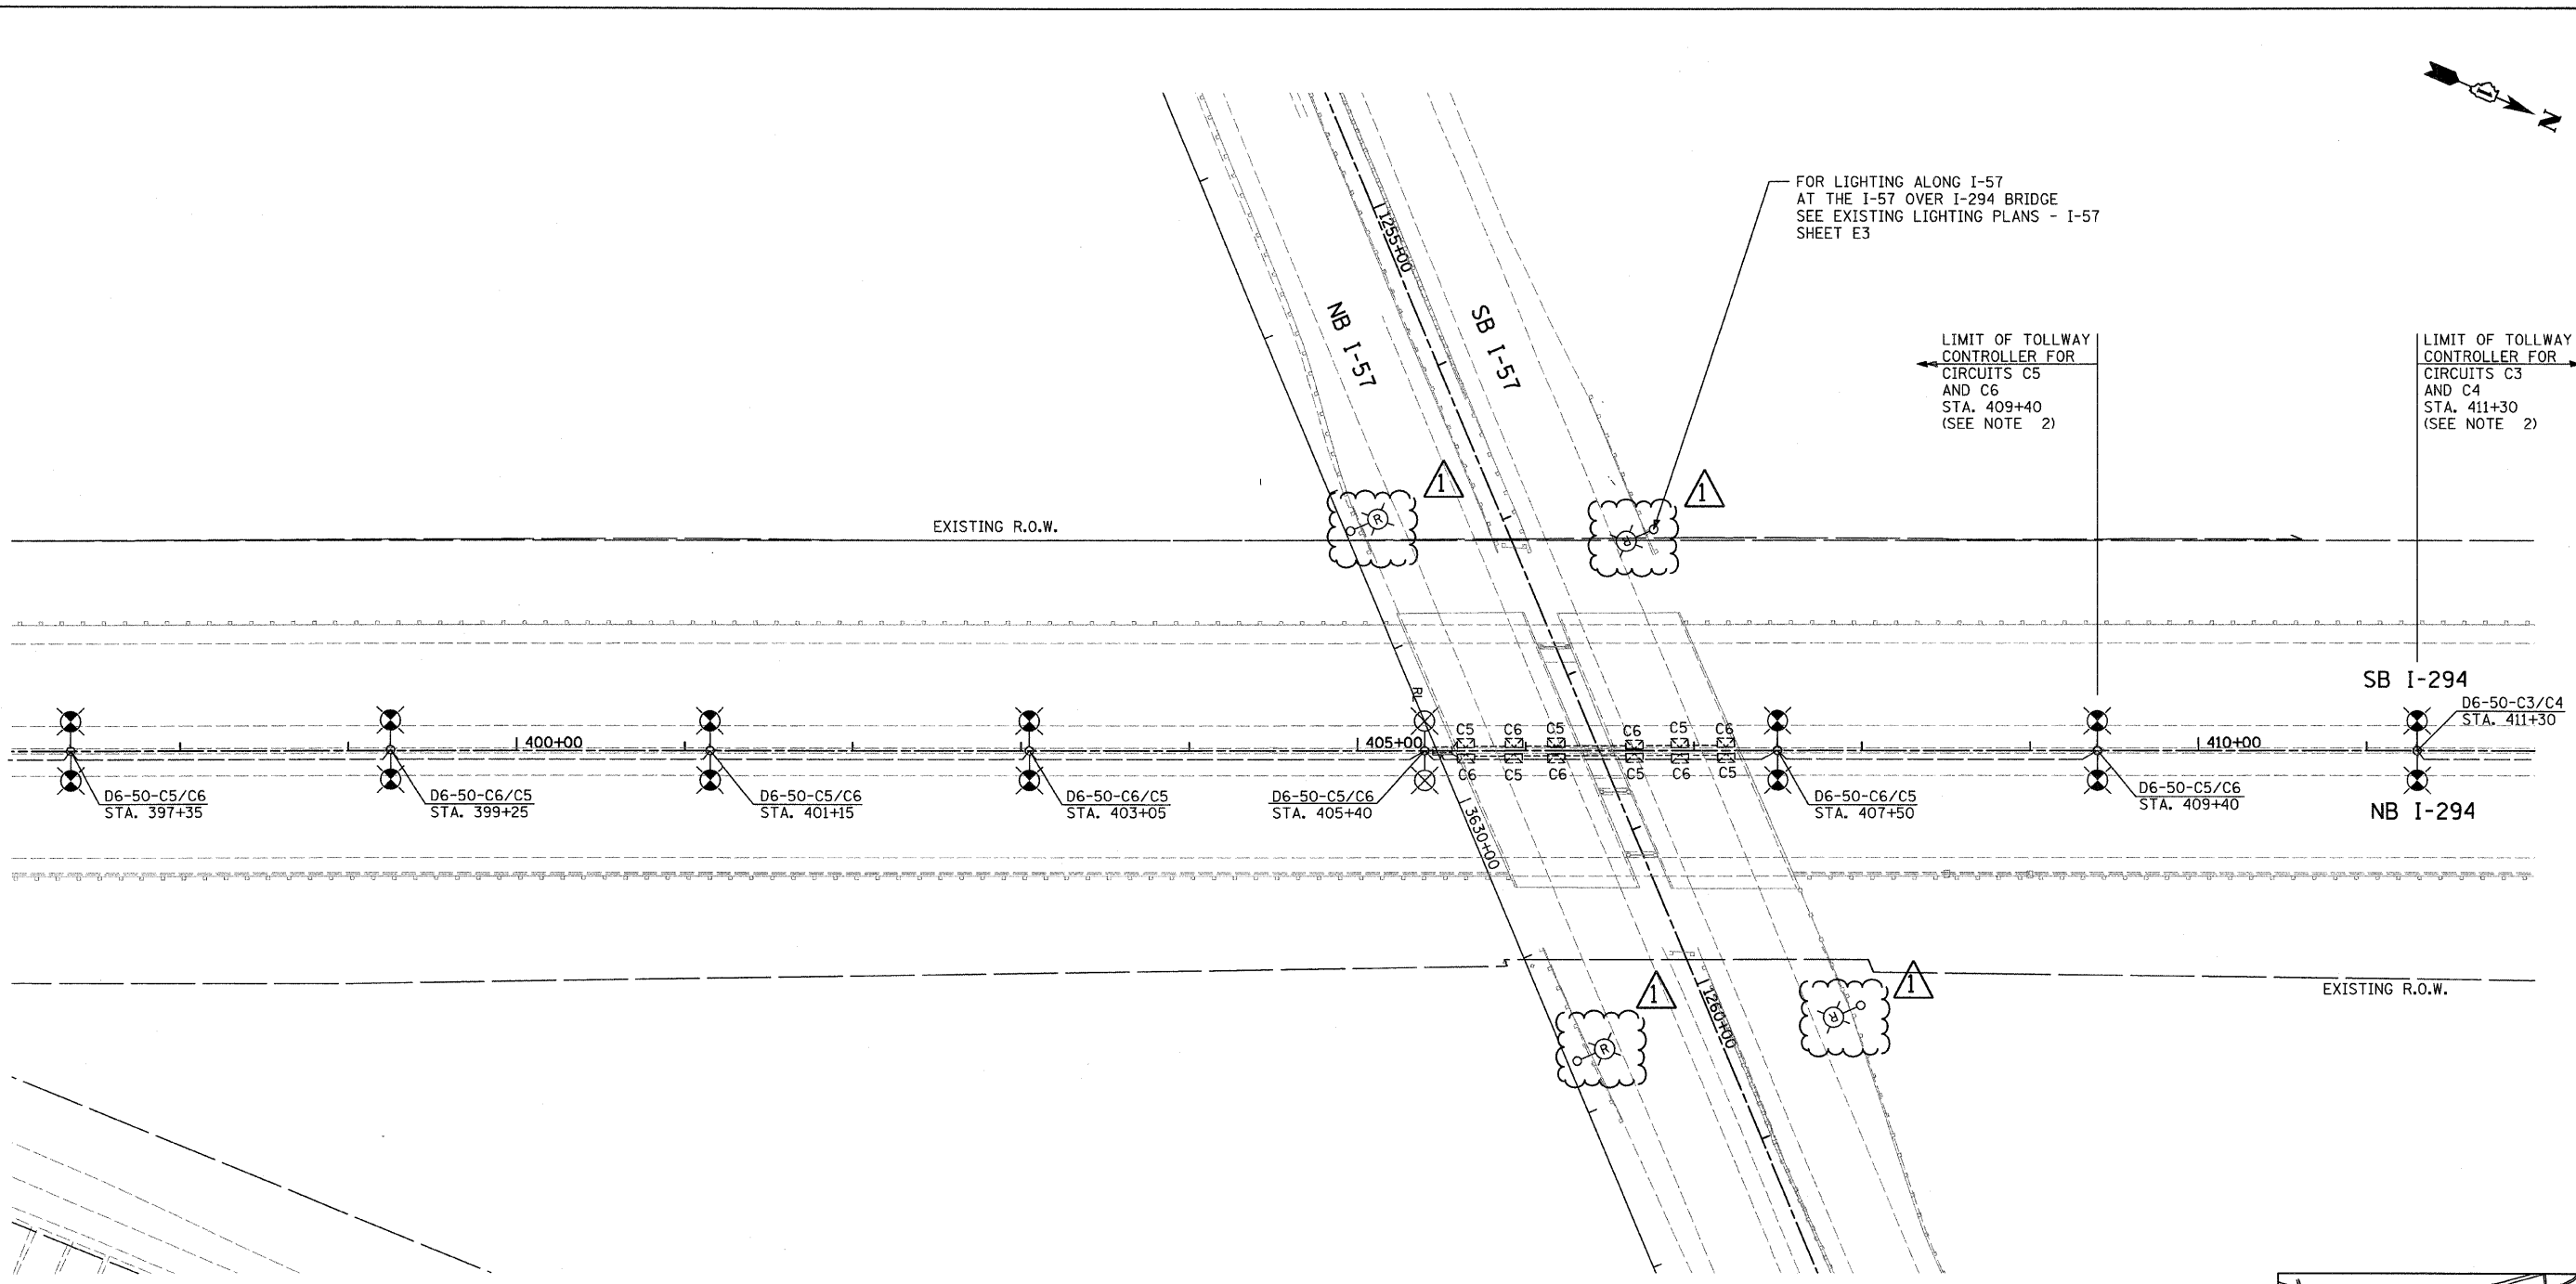 N
FOR LIGHTING ALONG I-57
AT THE I-57 OVER I-294 BRIDGE
SEE EXISTING LIGHTING PLANS - I-57
SHEET E3
1255+00
NB I-57
SB I-57
LIMIT OF TOLLWAY
CONTROLLER FOR
CIRCUITS C5
AND C6
STA. 409+40
(SEE NOTE 2)
LIMIT OF TOLLWAY
CONTROLLER FOR
CIRCUITS C3
AND C4
STA. 411+30
(SEE NOTE 2)
1
1
R
R
EXISTING R.O.W.
SB I-294
RL
D6-50-C3/C4
STA. 411+30
C5
C6
C5
C6
C5
C6
400+00
405+00
410+00
C6
C5
C6
C5
C6
C5
D6-50-C5/C6
STA. 397+35
D6-50-C6/C5
STA. 399+25
D6-50-C5/C6
STA. 401+15
D6-50-C6/C5
STA. 403+05
D6-50-C5/C6
STA. 405+40
D6-50-C6/C5
STA. 407+50
D6-50-C5/C6
STA. 409+40
NB I-294
3630+00
1
1
EXISTING R.O.W.
1260+00
R
R